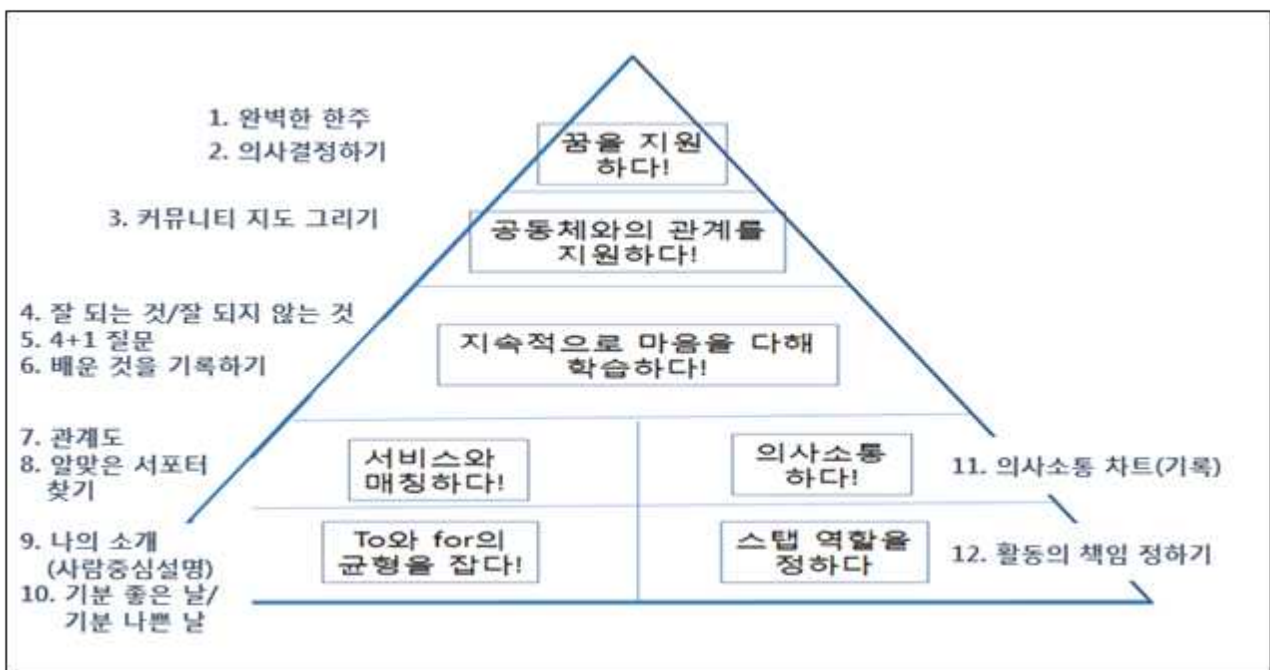 1. 완벽한 한주
2. 의사결정하기
꿈을 지원
하다!
3. 커뮤니티 지도 그리기
공동체와의 관계를
지원하다!
4. 잘 되는 것/잘 되지 않는 것
5. 4+1 질문
6. 배운 것을 기록하기
지속적으로 마음을 다해
학습하다!
7. 관계도
8. 알맞은 서포터
찾기
서비스와
매칭하다!
의사소통
하다!
11. 의사소통 차트(기록)
9. 나의 소개
(사람중심설명)
10. 기분 좋은 날/
기분 나쁜 날
To와 for의
균형을 잡다!
스탭 역할을
정하다
12. 활동의 책임 정하기